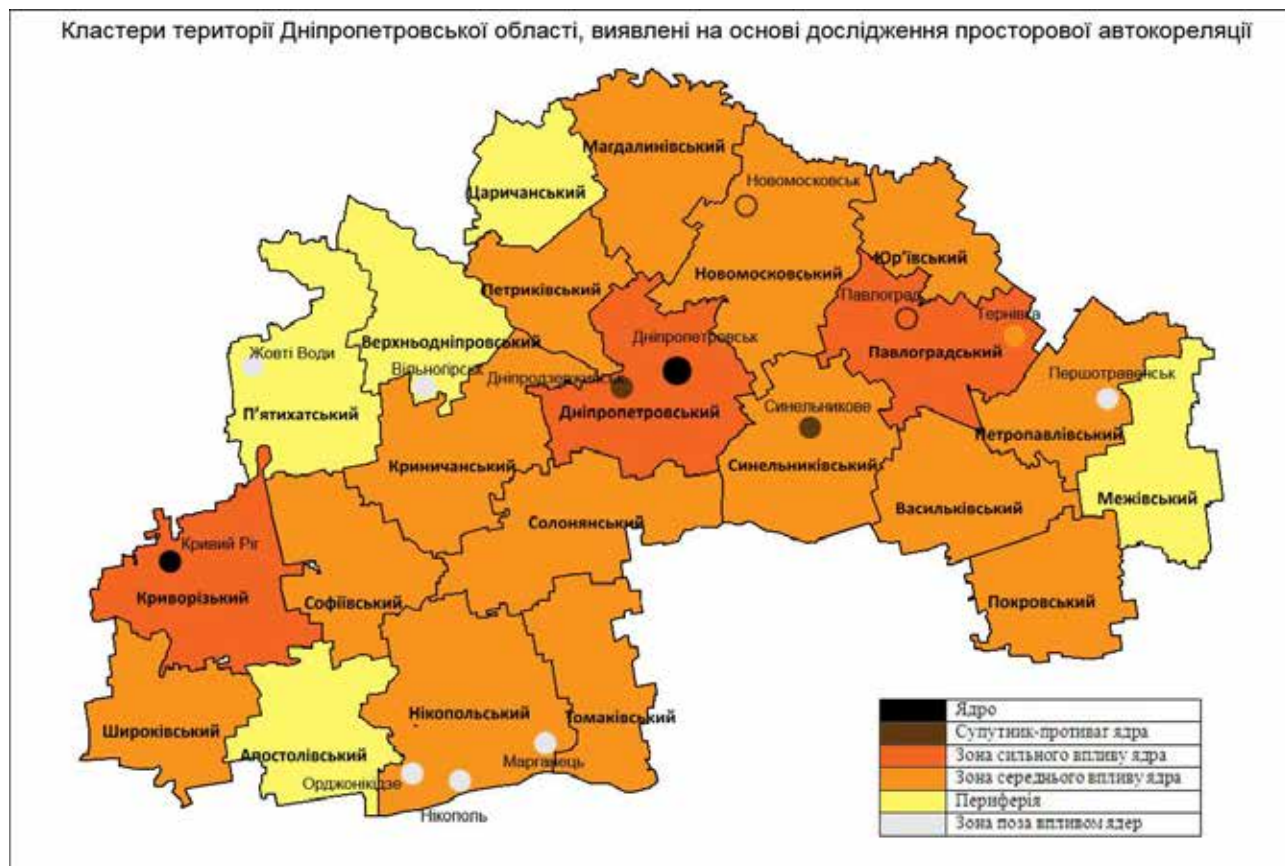 Кластери території Дніпропетровської області, виявлені на основі дослідження просторової автокореляції
Магдалинівський
Царичанський
Новомосковськ
Юр'ївський
Новомосковський
Петриківський
Павлоград
Тернівка
Верхньодніпровський
Дніпропетровськ
Павлоградський
Жовті Води
Вільногірськ
Дніпродзержинськ
Першотравенськ
П'ятихатський
Дніпропетровський
Синельникове
Петропавлівський
Криничанський
Синельниківський
Межівський
Васильківський
Солонянський
Кривий Ріг
Криворізький
Софіївський
Покровський
Нікопольський
Томаківський
Широківський
Апостолівський
Марганець
Орджонікідзе
Нікополь
Ядро
Супутник-противаг ядра
Зона сильного впливу ядра
Зона середнього впливу ядра
Периферія
Зона поза впливом ядер